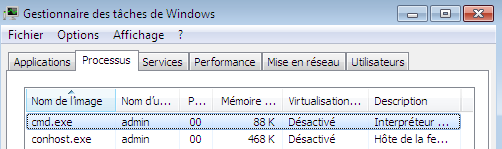 Gestionnaire des tâches de Windows
Fichier Options Affichage ?
Applications Processus Services Performance Mise en réseau Utilisateurs
Nom de l'image Nom d'u... P... Mémoire ... Virtualisation... Description
cmd.exe admin 00 88 K Désactivé Interpréteur ...
conhost.exe admin 00 468 K Désactivé Hôte de la fe...